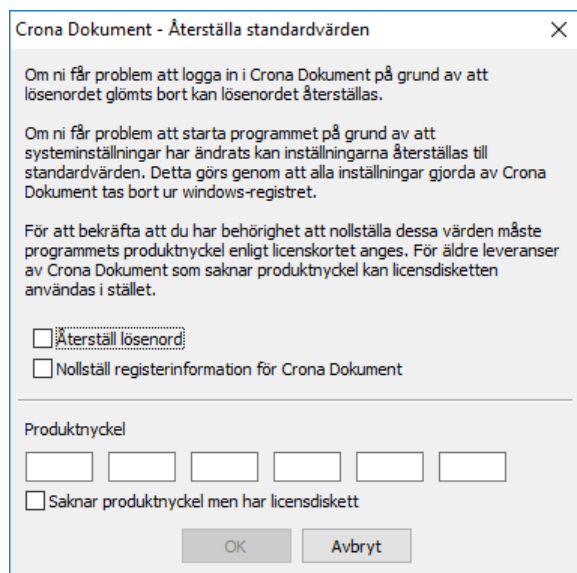 Crona Dokument - Återställa standardvärden
Om ni får problem att logga in i Crona Dokument på grund av att
lösenordet glömts bort kan lösenordet återställas.
Om ni får problem att starta programmet på grund av att
systeminställningar har ändrats kan inställningarna återställas till
standardvärden. Detta görs genom att alla inställningar gjorda av Crona
Dokument tas bort ur windows-registret.
För att bekräfta att du har behörighet att nollställa dessa värden måste
programmets produktnyckel enligt licenskortet anges. För äldre leveranser
av Crona Dokument som saknar produktnyckel kan licensdisketten
användas i stället.
Återställ lösenord
Nollställ registerinformation för Crona Dokument
Produktnyckel
Saknar produktnyckel men har licensdiskett
OK Avbryt